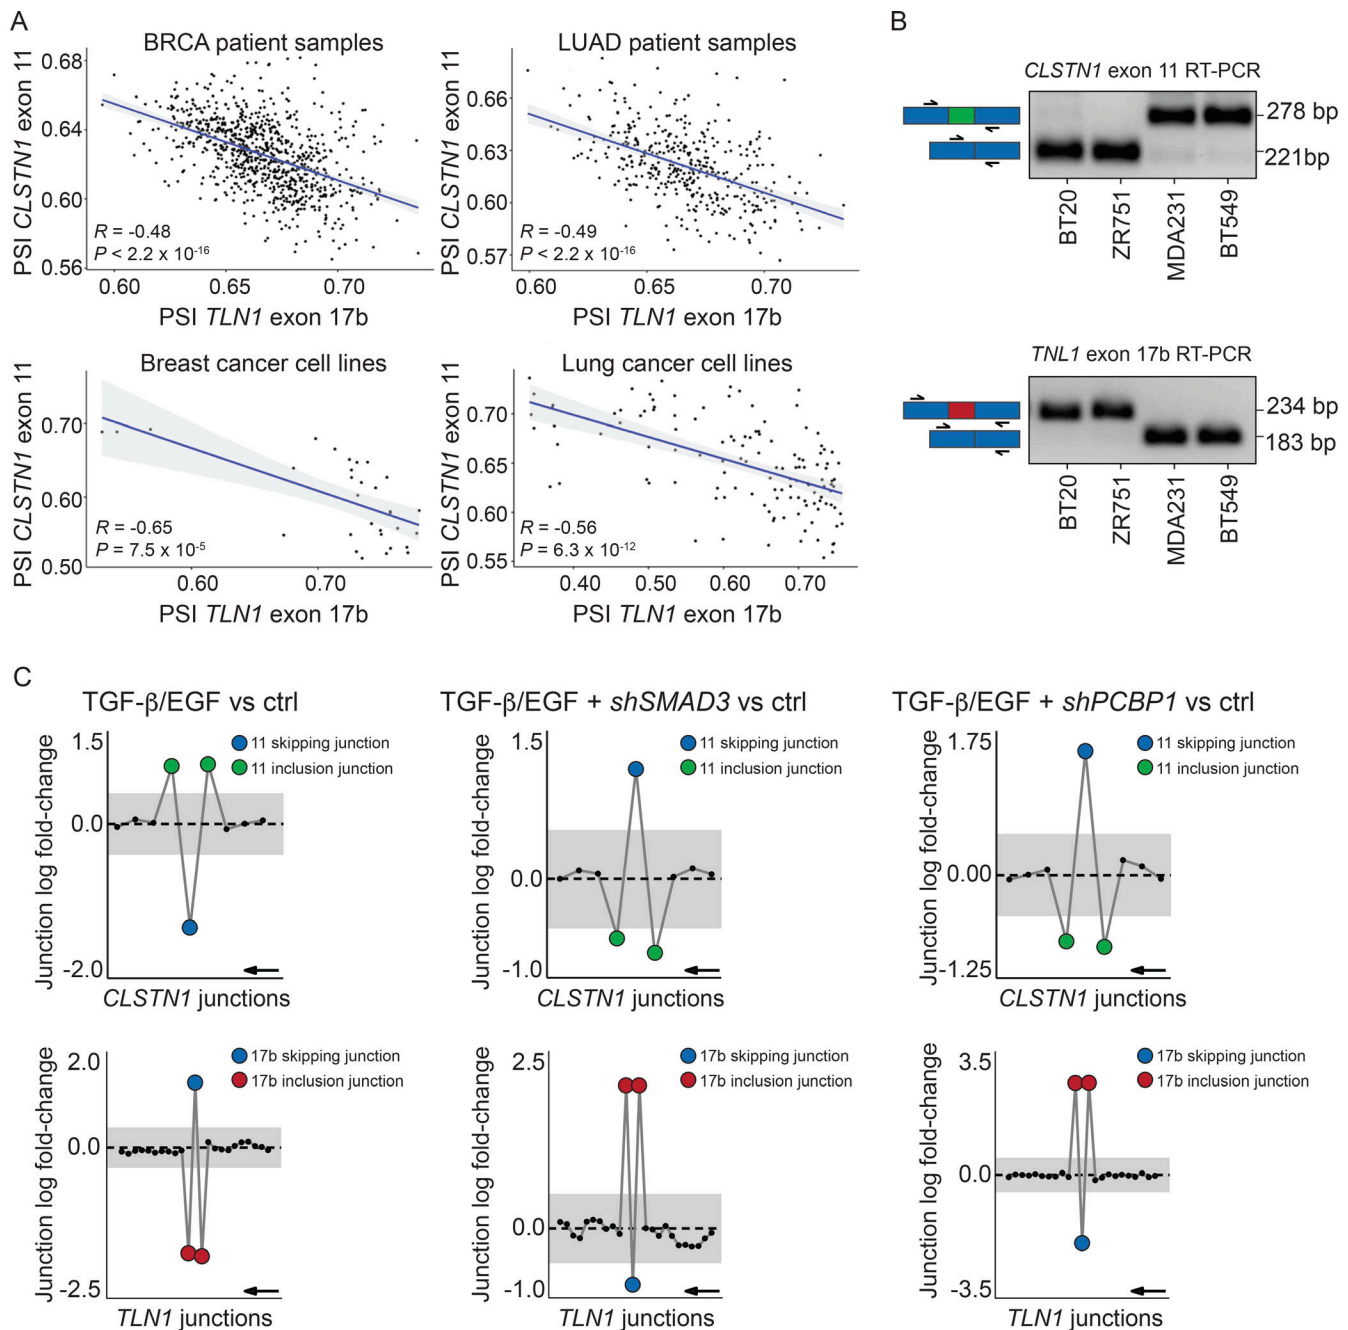 A
BRCA patient samples
PSI CLSTN1 exon 11
0.68
0.64
0.60
0.56
R = -0.48
P < 2.2 x 10-16
0.60 0.65 0.70
PSI TLN1 exon 17b
LUAD patient samples
PSI CLSTN1 exon 11
0.66
0.63
0.60
0.57
R = -0.49
P < 2.2 x 10-16
0.60 0.65 0.70
PSI TLN1 exon 17b
Breast cancer cell lines
PSI CLSTN1 exon 11
0.70
0.60
0.50
R = -0.65
P = 7.5 x 10-5
0.60 0.70
PSI TLN1 exon 17b
Lung cancer cell lines
PSI CLSTN1 exon 11
0.70
0.65
0.60
0.55
R = -0.56
P = 6.3 x 10-12
0.40 0.50 0.60 0.70
PSI TLN1 exon 17b
B
CLSTN1 exon 11 RT-PCR
278 bp
221bp
BT20
ZR751
MDA231
BT549
TNL1 exon 17b RT-PCR
234 bp
183 bp
BT20
ZR751
MDA231
BT549
C
TGF-β/EGF vs ctrl
Junction log fold-change
1.5
0.0
-2.0
11 skipping junction
11 inclusion junction
CLSTN1 junctions
TGF-β/EGF + shSMAD3 vs ctrl
Junction log fold-change
1.5
0.0
-1.0
11 skipping junction
11 inclusion junction
CLSTN1 junctions
TGF-β/EGF + shPCBP1 vs ctrl
Junction log fold-change
1.75
0.00
-1.25
11 skipping junction
11 inclusion junction
CLSTN1 junctions
Junction log fold-change
2.0
0.0
-2.5
17b skipping junction
17b inclusion junction
TLN1 junctions
Junction log fold-change
2.5
0.0
-1.0
17b skipping junction
17b inclusion junction
TLN1 junctions
Junction log fold-change
3.5
0.0
-3.5
17b skipping junction
17b inclusion junction
TLN1 junctions